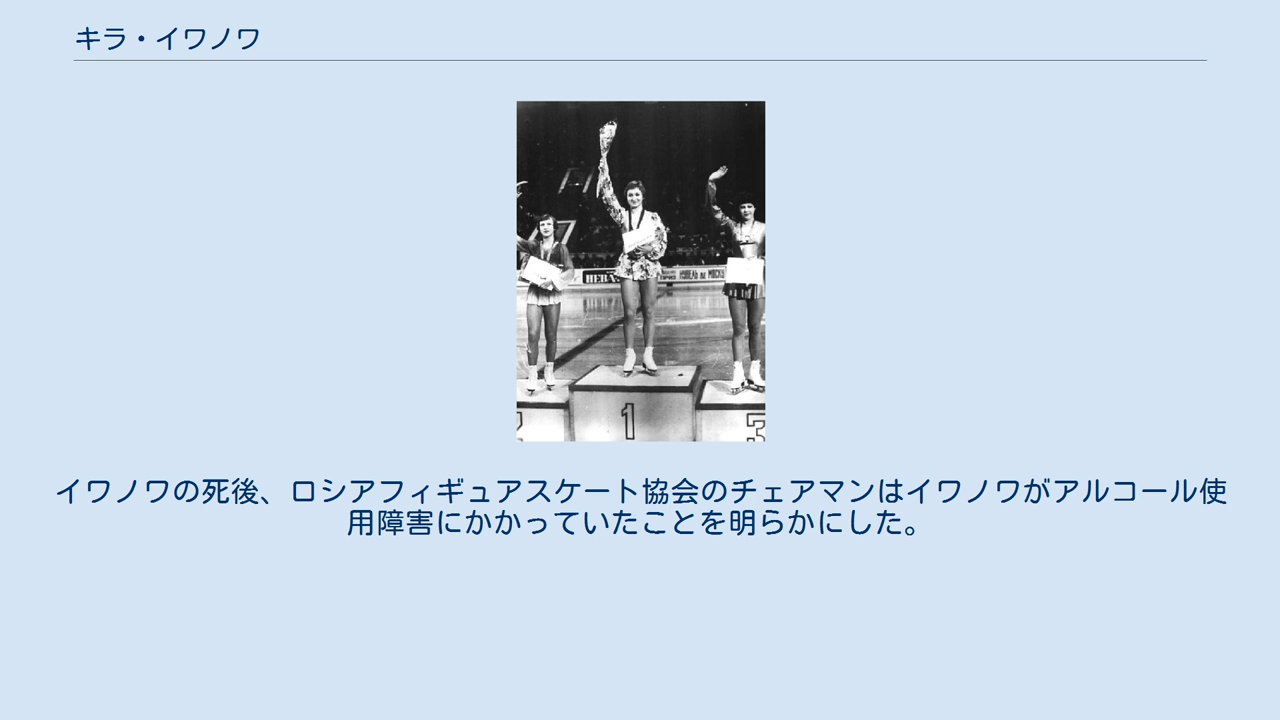 キラ・イワノワ
1
3
イワノワの死後、ロシアフィギュアスケート協会のチェアマンはイワノワがアルコール使
用障害にかかっていたことを明らかにした。